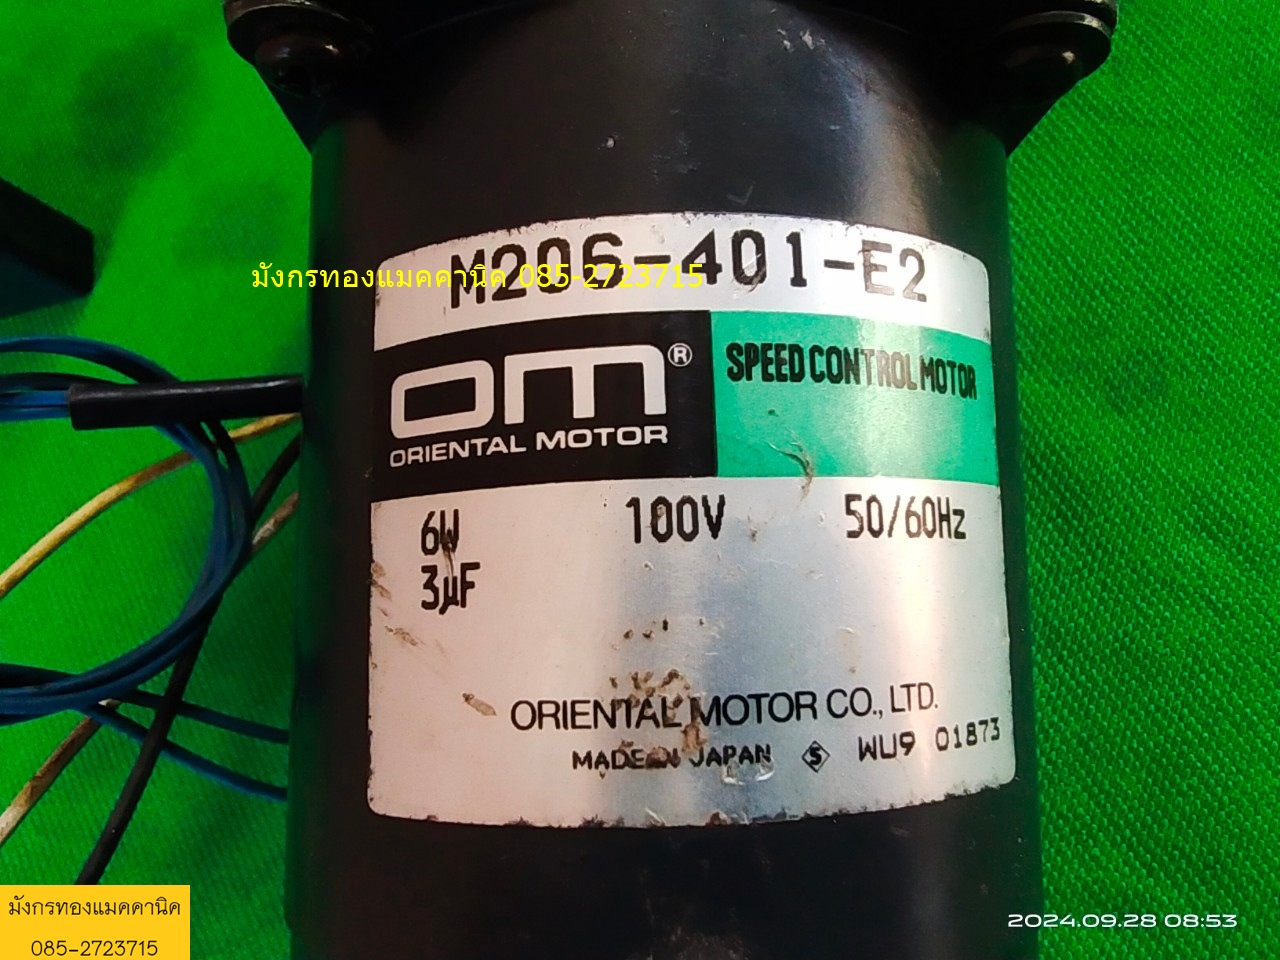 M206-401-E2
มังกรทองแมคคานิค 085-2723715
OM®
ORIENTAL MOTOR
SPEED CONTROL MOTOR
6W 100V 50/60Hz
3µF
ORIENTAL MOTOR CO., LTD.
MADE IN JAPAN S WU9 01873
มังกรทองแมคคานิค
085-2723715
2024.09.28 08:53